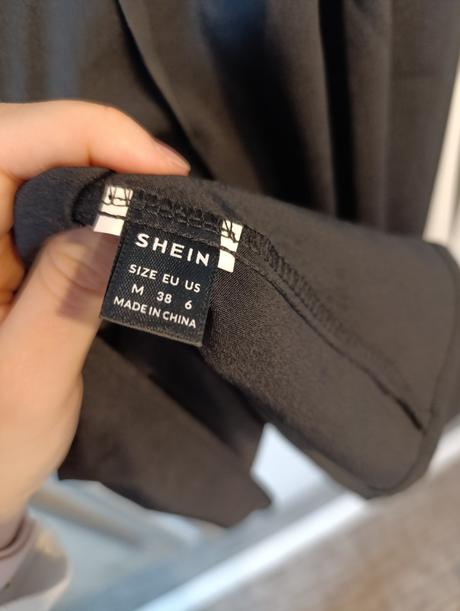 SHEIN
SIZE EU US
M 38 6
MADE IN CHINA